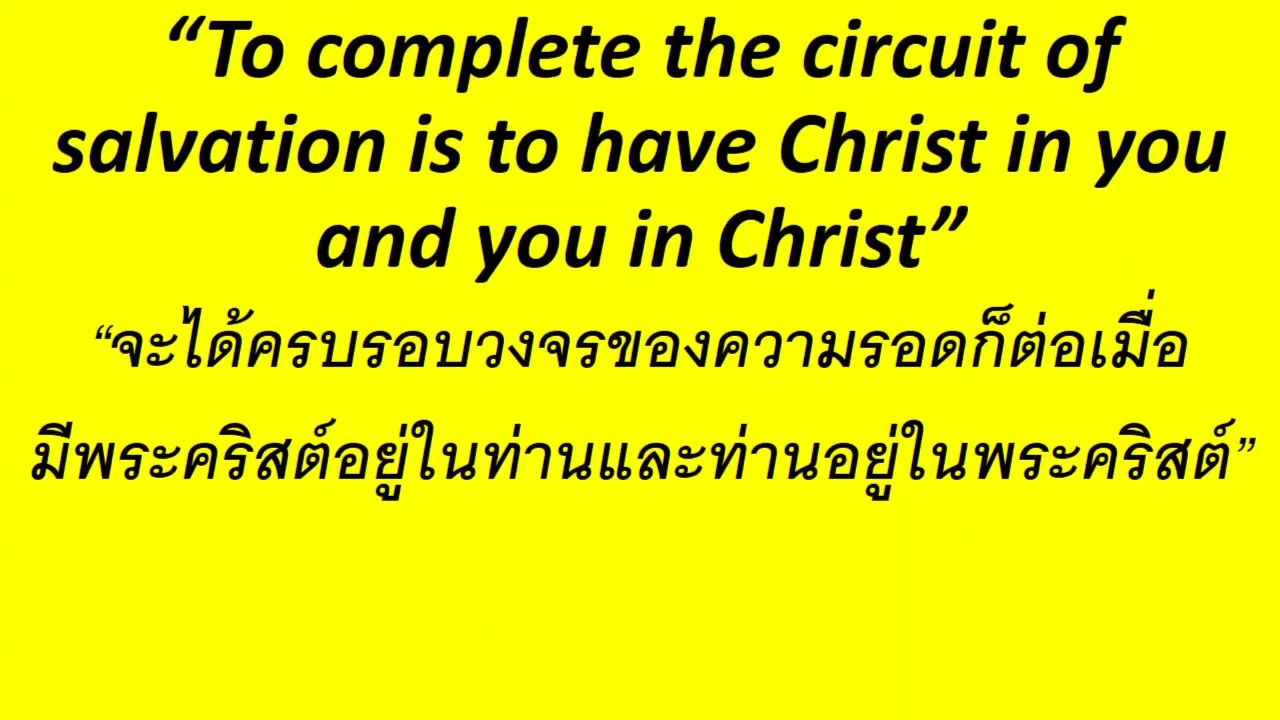 “To complete the circuit of
salvation is to have Christ in you
and you in Christ”
“จะได้ครบรอบวงจรของความรอดก็ต่อเมื่อ
มีพระคริสต์อยู่ในท่านและท่านอยู่ในพระคริสต์”